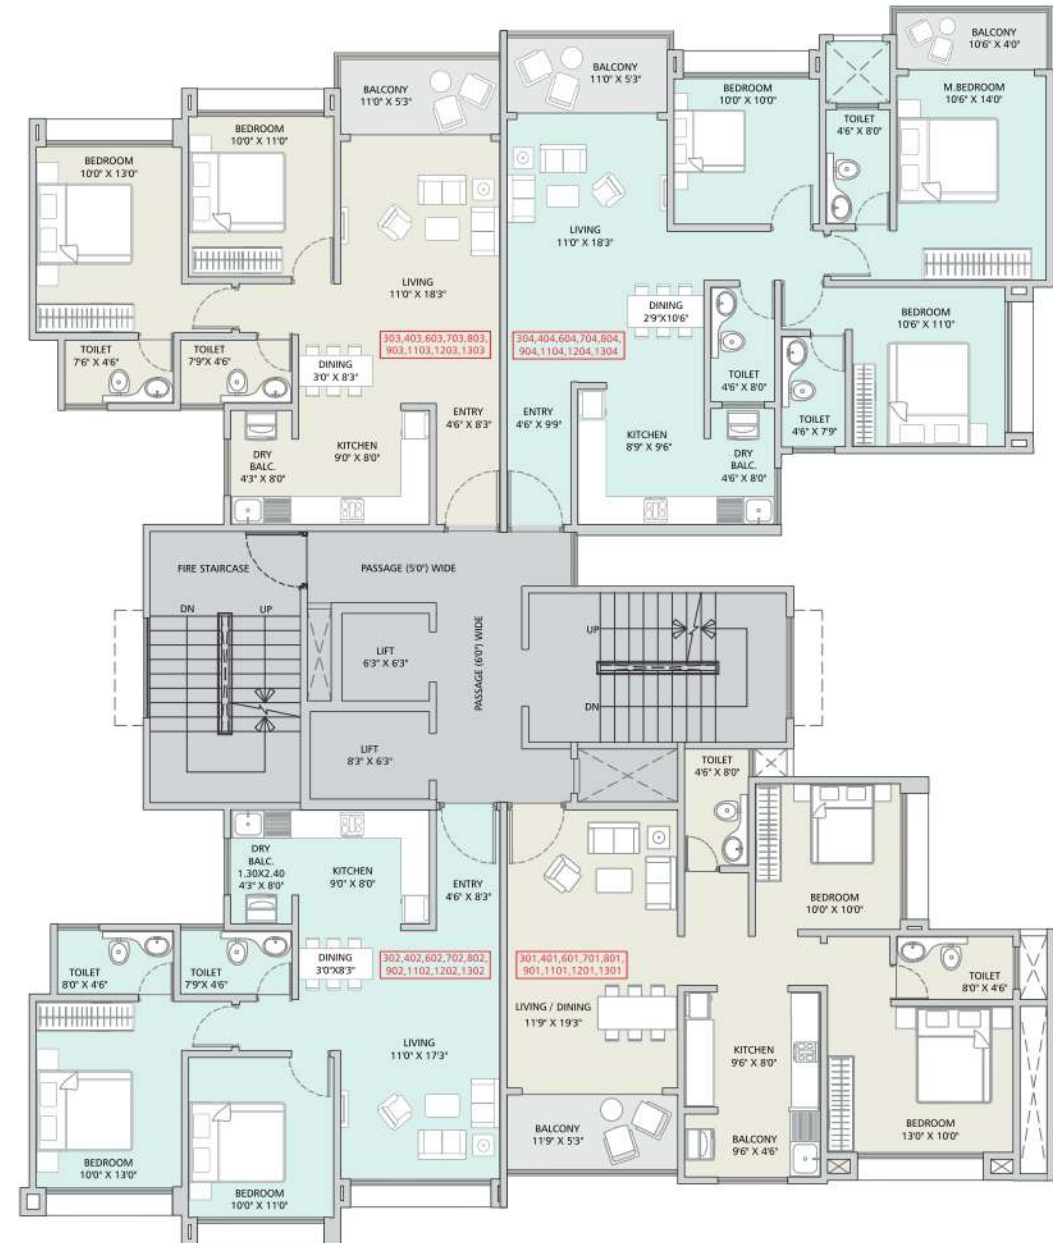 BALCONY
10'6" X 4'0"
BALCONY
11'0" X 5'3"
BALCONY
11'0" X 5'3"
BEDROOM
10'0" X 10'0"
M.BEDROOM
10'6" X 14'0"
TOILET
4'6" X 8'0"
BEDROOM
10'0" X 11'0"
BEDROOM
10'0" X 13'0"
LIVING
11'0" X 18'3"
LIVING
11'0" X 18'3"
DINING
2'9"X10'6"
BEDROOM
10'6" X 11'0"
303,403,603,703,803,
903,1103,1203,1303
304,404,604,704,804,
904,1104,1204,1304
TOILET
7'6" X 4'6"
TOILET
7'9"X 4'6"
DINING
3'0" X 8'3"
TOILET
4'6" X 8'0"
TOILET
4'6" X 7'9"
ENTRY
4'6" X 8'3"
ENTRY
4'6" X 9'9"
KITCHEN
9'0" X 8'0"
KITCHEN
8'9" X 9'6"
DRY
BALC.
4'3" X 8'0"
DRY
BALC.
4'6" X 8'0"
FIRE STAIRCASE
PASSAGE (5'0") WIDE
DN
UP
LIFT
6'3" X 6'3"
PASSAGE (6'0") WIDE
UP
DN
LIFT
8'3" X 6'3"
TOILET
4'6" X 8'0"
DRY
BALC.
1.30X2.40
4'3" X 8'0"
KITCHEN
9'0" X 8'0"
ENTRY
4'6" X 8'3"
BEDROOM
10'0" X 10'0"
TOILET
8'0" X 4'6"
TOILET
7'9"X 4'6"
DINING
3'0"X8'3"
302,402,602,702,802,
902,1102,1202,1302
301,401,601,701,801,
901,1101,1201,1301
TOILET
8'0" X 4'6"
LIVING / DINING
11'9" X 19'3"
LIVING
11'0" X 17'3"
KITCHEN
9'6" X 8'0"
BEDROOM
13'0" X 10'0"
BALCONY
11'9" X 5'3"
BALCONY
9'6" X 4'6"
BEDROOM
10'0" X 13'0"
BEDROOM
10'0" X 11'0"